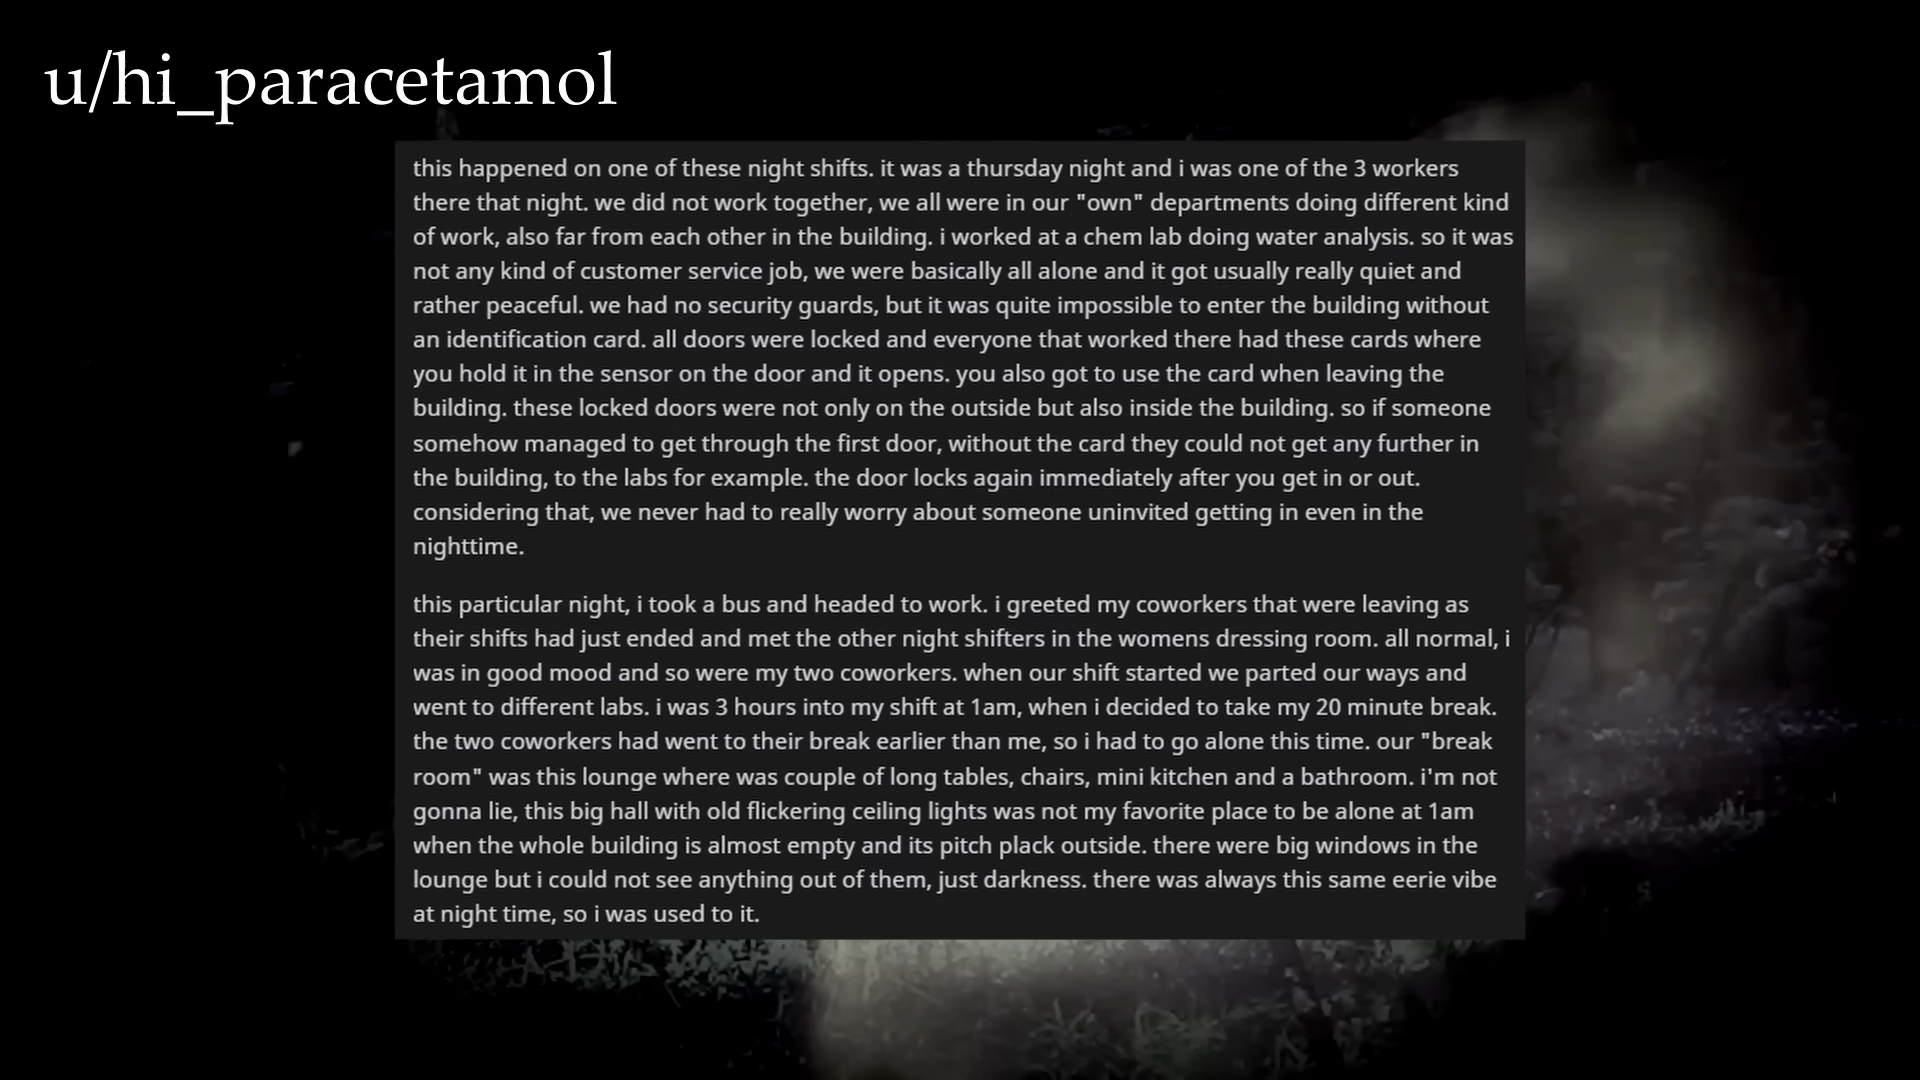 u/hi_paracetamol
this happened on one of these night shifts. it was a thursday night and i was one of the 3 workers
there that night. we did not work together, we all were in our "own" departments doing different kind
of work, also far from each other in the building. i worked at a chem lab doing water analysis. so it was
not any kind of customer service job, we were basically all alone and it got usually really quiet and
rather peaceful. we had no security guards, but it was quite impossible to enter the building without
an identification card. all doors were locked and everyone that worked there had these cards where
you hold it in the sensor on the door and it opens. you also got to use the card when leaving the
building. these locked doors were not only on the outside but also inside the building. so if someone
somehow managed to get through the first door, without the card they could not get any further in
the building, to the labs for example. the door locks again immediately after you get in or out.
considering that, we never had to really worry about someone uninvited getting in even in the
nighttime.
this particular night, i took a bus and headed to work. i greeted my coworkers that were leaving as
their shifts had just ended and met the other night shifters in the womens dressing room. all normal, i
was in good mood and so were my two coworkers. when our shift started we parted our ways and
went to different labs. i was 3 hours into my shift at 1am, when i decided to take my 20 minute break.
the two coworkers had went to their break earlier than me, so i had to go alone this time. our "break
room" was this lounge where was couple of long tables, chairs, mini kitchen and a bathroom. i'm not
gonna lie, this big hall with old flickering ceiling lights was not my favorite place to be alone at 1am
when the whole building is almost empty and its pitch plack outside. there were big windows in the
lounge but i could not see anything out of them, just darkness. there was always this same eerie vibe
at night time, so i was used to it.